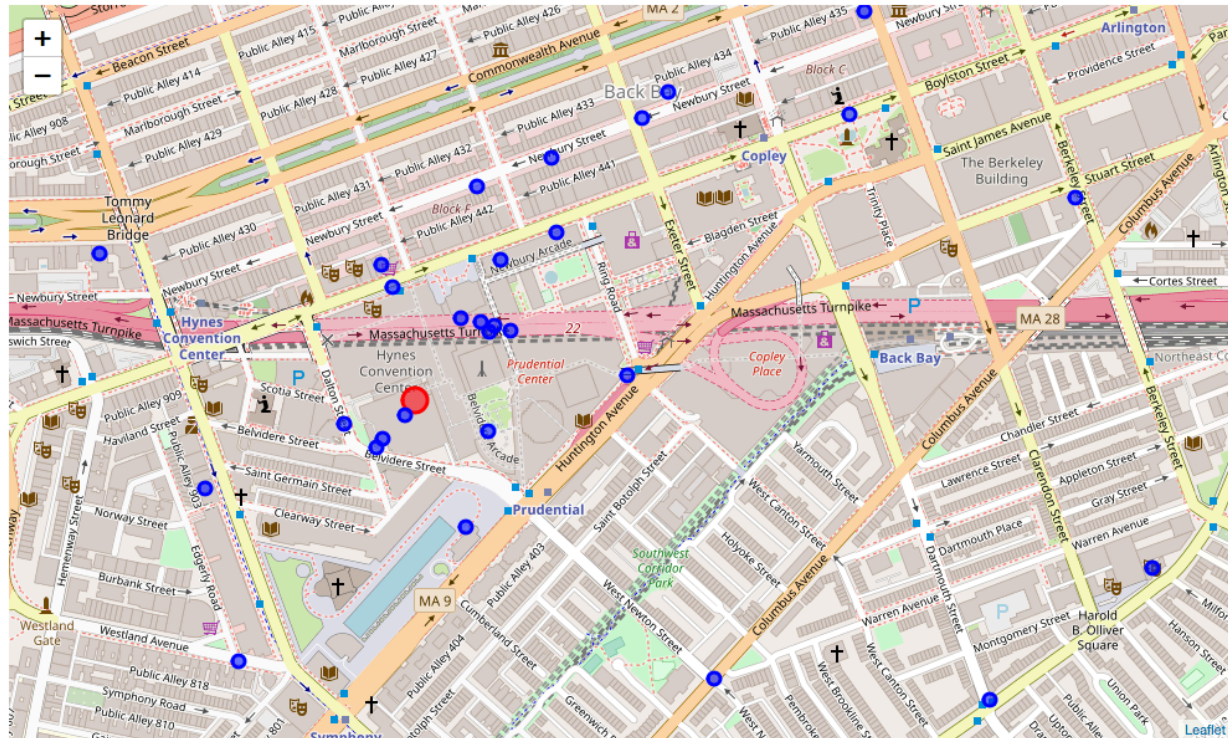 +
−
Storrow
Beacon Street
Public Alley 415
Public Alley 426
MA 2
Public Alley 435
Arlington
Marlborough Street
Public Alley 427
Commonwealth Avenue
Public Alley 434
Block C
Boylston Street
Providence Street
Public Alley 414
Public Alley 428
Back Bay
Newbury Street
Public Alley 908
Marlborough Street
Public Alley 433
Public Alley 429
Public Alley 432
Newbury Street
Public Alley 441
Copley
Saint James Avenue
The Berkeley
Building
Berkeley Street
Stuart Street
Columbus Avenue
Public Alley 431
Block F
Public Alley 442
Tommy
Leonard
Bridge
Public Alley 430
Newbury Street
Exeter Street
Blagden Street
Huntington Avenue
Trinity Place
Newbury Arcade
Ring Road
Huntington Avenue
Newbury Street
Newbury Street
Cortes Street
Massachusetts Turnpike
Massachusetts Turnpike
22
Massachusetts Turnpike
P
MA 28
Hynes
Convention
Center
Hynes
Convention
Center
Prudential
Center
Copley
Place
Back Bay
P
Scotia Street
Dalton Street
Public Alley 909
Haviland Street
Belvidere Street
Belvidere Street
Belvidere Arcade
Huntington Avenue
Columbus Avenue
Chandler Street
Lawrence Street
Appleton Street
Gray Street
Berkeley Street
Clarendon Street
Saint Germain Street
Public Alley 903
Clearway Street
Norway Street
Prudential
Saint Botolph Street
Yarmouth Street
West Canton Street
Holyoke Street
Dartmouth Street
Dartmouth Place
Warren Avenue
Hemenway Street
Edgerly Road
Burbank Street
Public Alley 403
Southwest
Corridor
Park
MA 9
Westland
Gate
Westland Avenue
Cumberland Street
West Newton Street
Columbus Avenue
Warren Avenue
P
Montgomery Street
Harold
B. Olliver
Square
Hanson Street
Public Alley 404
Public Alley 818
Symphony Road
Public Alley 810
West Canton Street
West Brookline
Union Park
Symphony
Leaflet